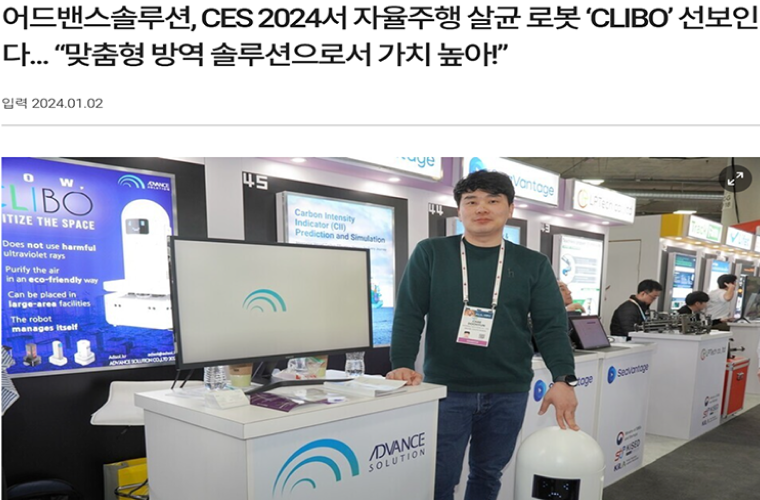 어드밴스솔루션, CES 2024서 자율주행 살균 로봇 ‘CLIBO’ 선보인
다... “맞춤형 방역 솔루션으로서 가치 높아!”
입력 2024.01.02
CLIBO
ADVANCE
SOLUTION
ITIZE THE SPACE
Does not use harmful
ultraviolet rays
Purify the air
in an eco-friendly way
Can be placed in
large-area facilities
The robot
manages itself
45
Carbon Intensity
Indicator (CII)
Prediction and Simulation
44
SeaVantage
43
SeaVantage
ADVANCE
SOLUTION